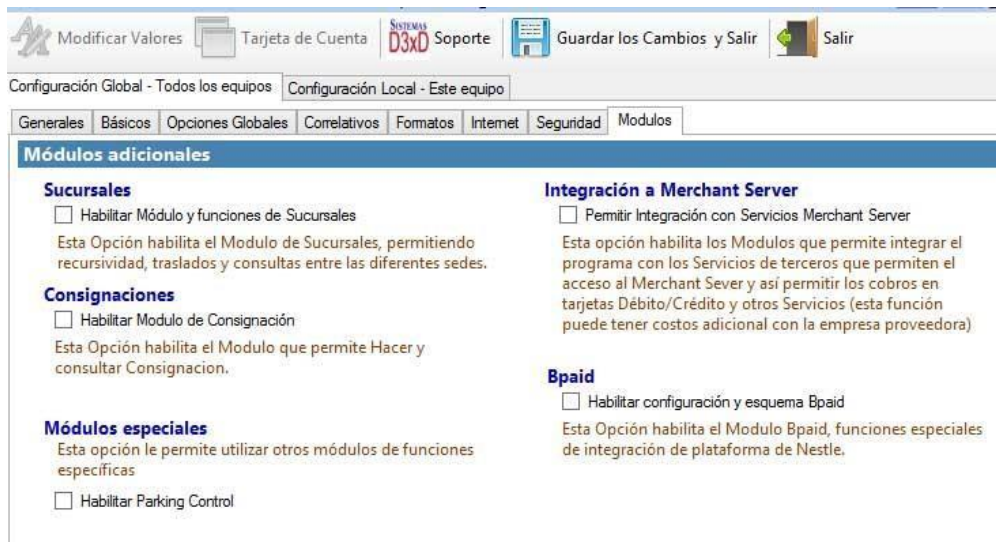 Modificar Valores Tarjeta de Cuenta SISTEMAS D3xD Soporte Guardar los Cambios y Salir Salir
Configuración Global - Todos los equipos Configuración Local - Este equipo
Generales Básicos Opciones Globales Correlativos Formatos Internet Seguridad Modulos
Módulos adicionales
Sucursales
Habilitar Módulo y funciones de Sucursales
Esta Opción habilita el Modulo de Sucursales, permitiendo
recursividad, traslados y consultas entre las diferentes sedes.
Consignaciones
Habilitar Modulo de Consignación
Esta Opción habilita el Modulo que permite Hacer y
consultar Consignacion.
Módulos especiales
Esta opción le permite utilizar otros módulos de funciones
específicas
Habilitar Parking Control
Integración a Merchant Server
Permitir Integración con Servicios Merchant Server
Esta opción habilita los Modulos que permite integrar el
programa con los Servicios de terceros que permiten el
acceso al Merchant Sever y así permitir los cobros en
tarjetas Débito/Crédito y otros Servicios (esta función
puede tener costos adicional con la empresa proveedora)
Bpaid
Habilitar configuración y esquema Bpaid
Esta Opción habilita el Modulo Bpaid, funciones especiales
de integración de plataforma de Nestle.